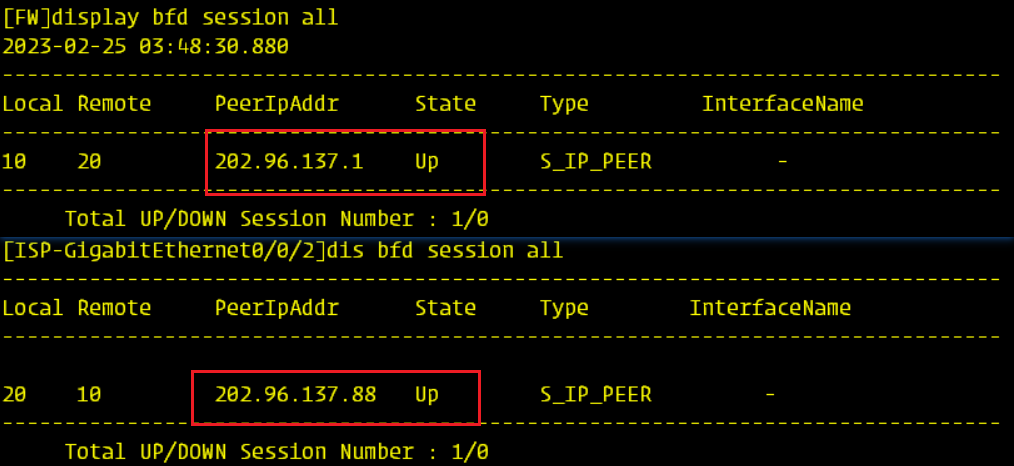 [FW]display bfd session all
2023-02-25 03:48:30.880
--------------------------------------------------------------------------------
Local Remote     PeerIpAddr      State     Type         InterfaceName
--------------------------------------------------------------------------------
10    20         202.96.137.1    Up        S_IP_PEER          -
--------------------------------------------------------------------------------
     Total UP/DOWN Session Number : 1/0
[ISP-GigabitEthernet0/0/2]dis bfd session all
--------------------------------------------------------------------------------
Local Remote     PeerIpAddr      State     Type        InterfaceName
--------------------------------------------------------------------------------
20    10         202.96.137.88   Up        S_IP_PEER         -
--------------------------------------------------------------------------------
     Total UP/DOWN Session Number : 1/0